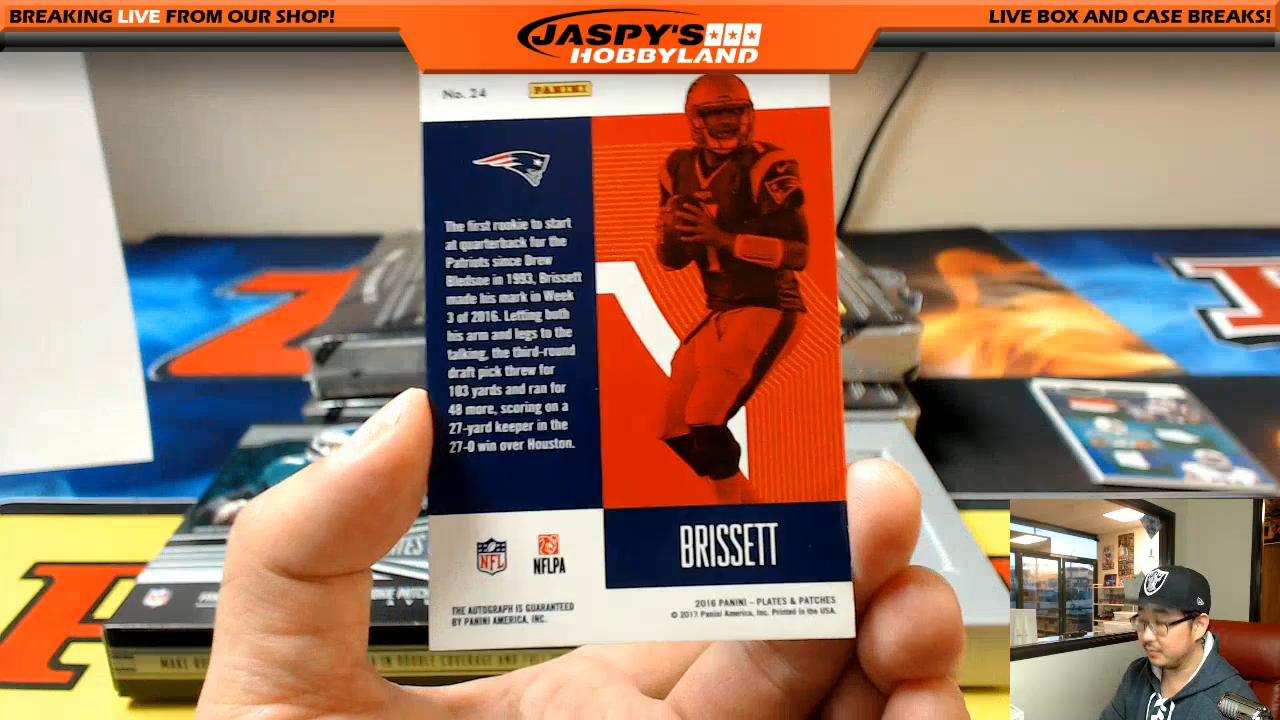 BREAKING LIVE FROM OUR SHOP!
JASPY'S
HOBBYLAND
LIVE BOX AND CASE BREAKS!
No. 24
PANINI
The first rookie to start
at quarterback for the
Patriots since Drew
Bledsoe in 1993, Brissett
made his mark in Week
3 of 2016. Letting both
his arm and legs to the
talking, the third-round
draft pick threw for
103 yards and ran for
48 more, scoring on a
27-yard keeper in the
27-0 win over Houston.
NFL
NFLPA
BRISSETT
THE AUTOGRAPH IS GUARANTEED
BY PANINI AMERICA, INC.
2016 PANINI – PLATES & PATCHES
© 2017 Panini America, Inc. Printed in the USA.
IN DOUBLE COVERAGE AND